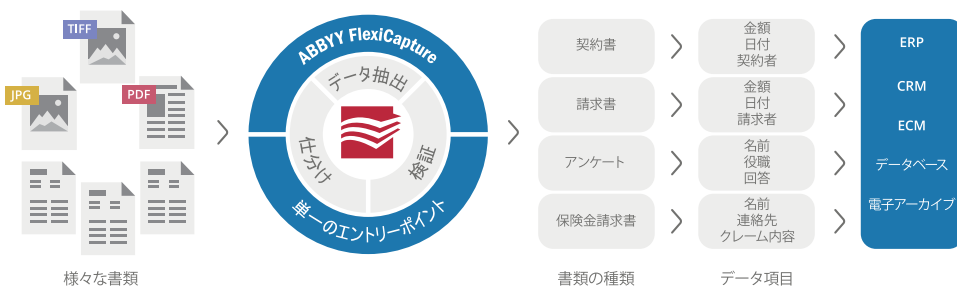 TIFF
JPG
PDF
様々な書類
ABBYY FlexiCapture
データ抽出
仕分け
検証
単一のエントリーポイント
契約書
請求書
アンケート
保険金請求書
書類の種類
金額
日付
契約者
金額
日付
請求者
名前
役職
回答
名前
連絡先
クレーム内容
データ項目
ERP
CRM
ECM
データベース
電子アーカイブ